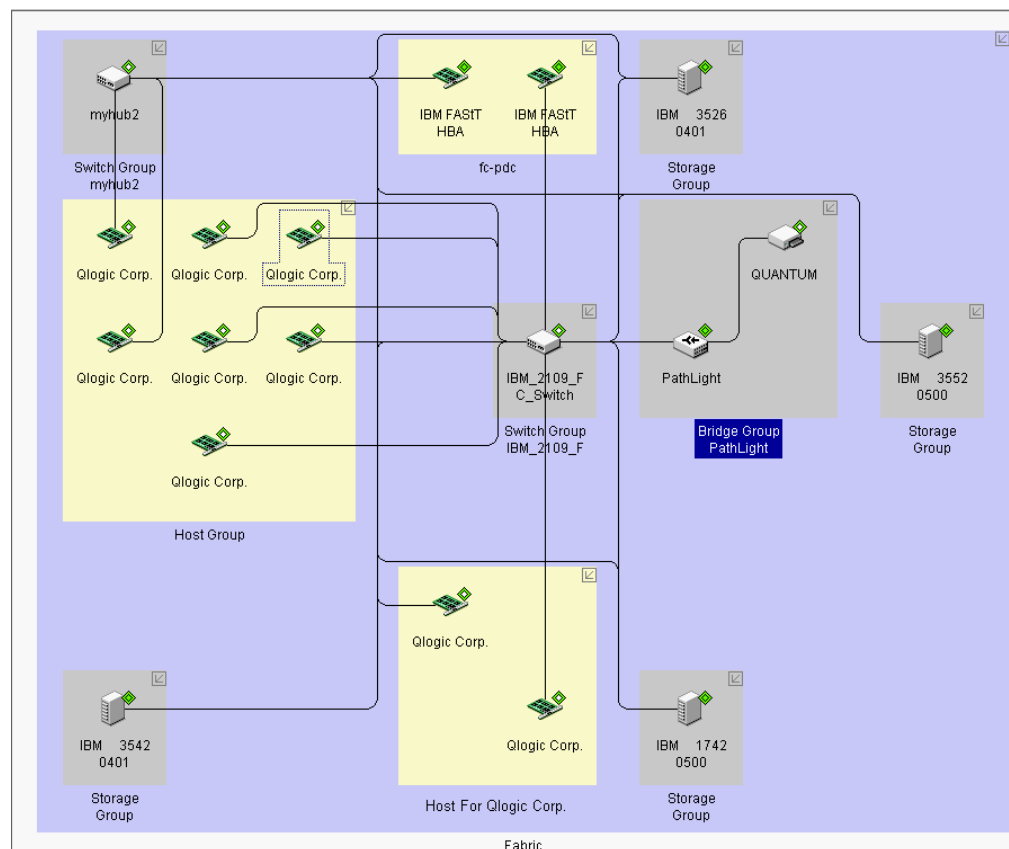 myhub2
Switch Group
myhub2
IBM FAStT
HBA
IBM FAStT
HBA
fc-pdc
IBM 3526
0401
Storage
Group
Qlogic Corp.
Qlogic Corp.
Qlogic Corp.
Qlogic Corp.
Qlogic Corp.
Qlogic Corp.
Qlogic Corp.
Host Group
IBM_2109_F
C_Switch
Switch Group
IBM_2109_F
QUANTUM
PathLight
Bridge Group
PathLight
IBM 3552
0500
Storage
Group
Qlogic Corp.
Qlogic Corp.
Host For Qlogic Corp.
IBM 3542
0401
Storage
Group
IBM 1742
0500
Storage
Group
Fabric